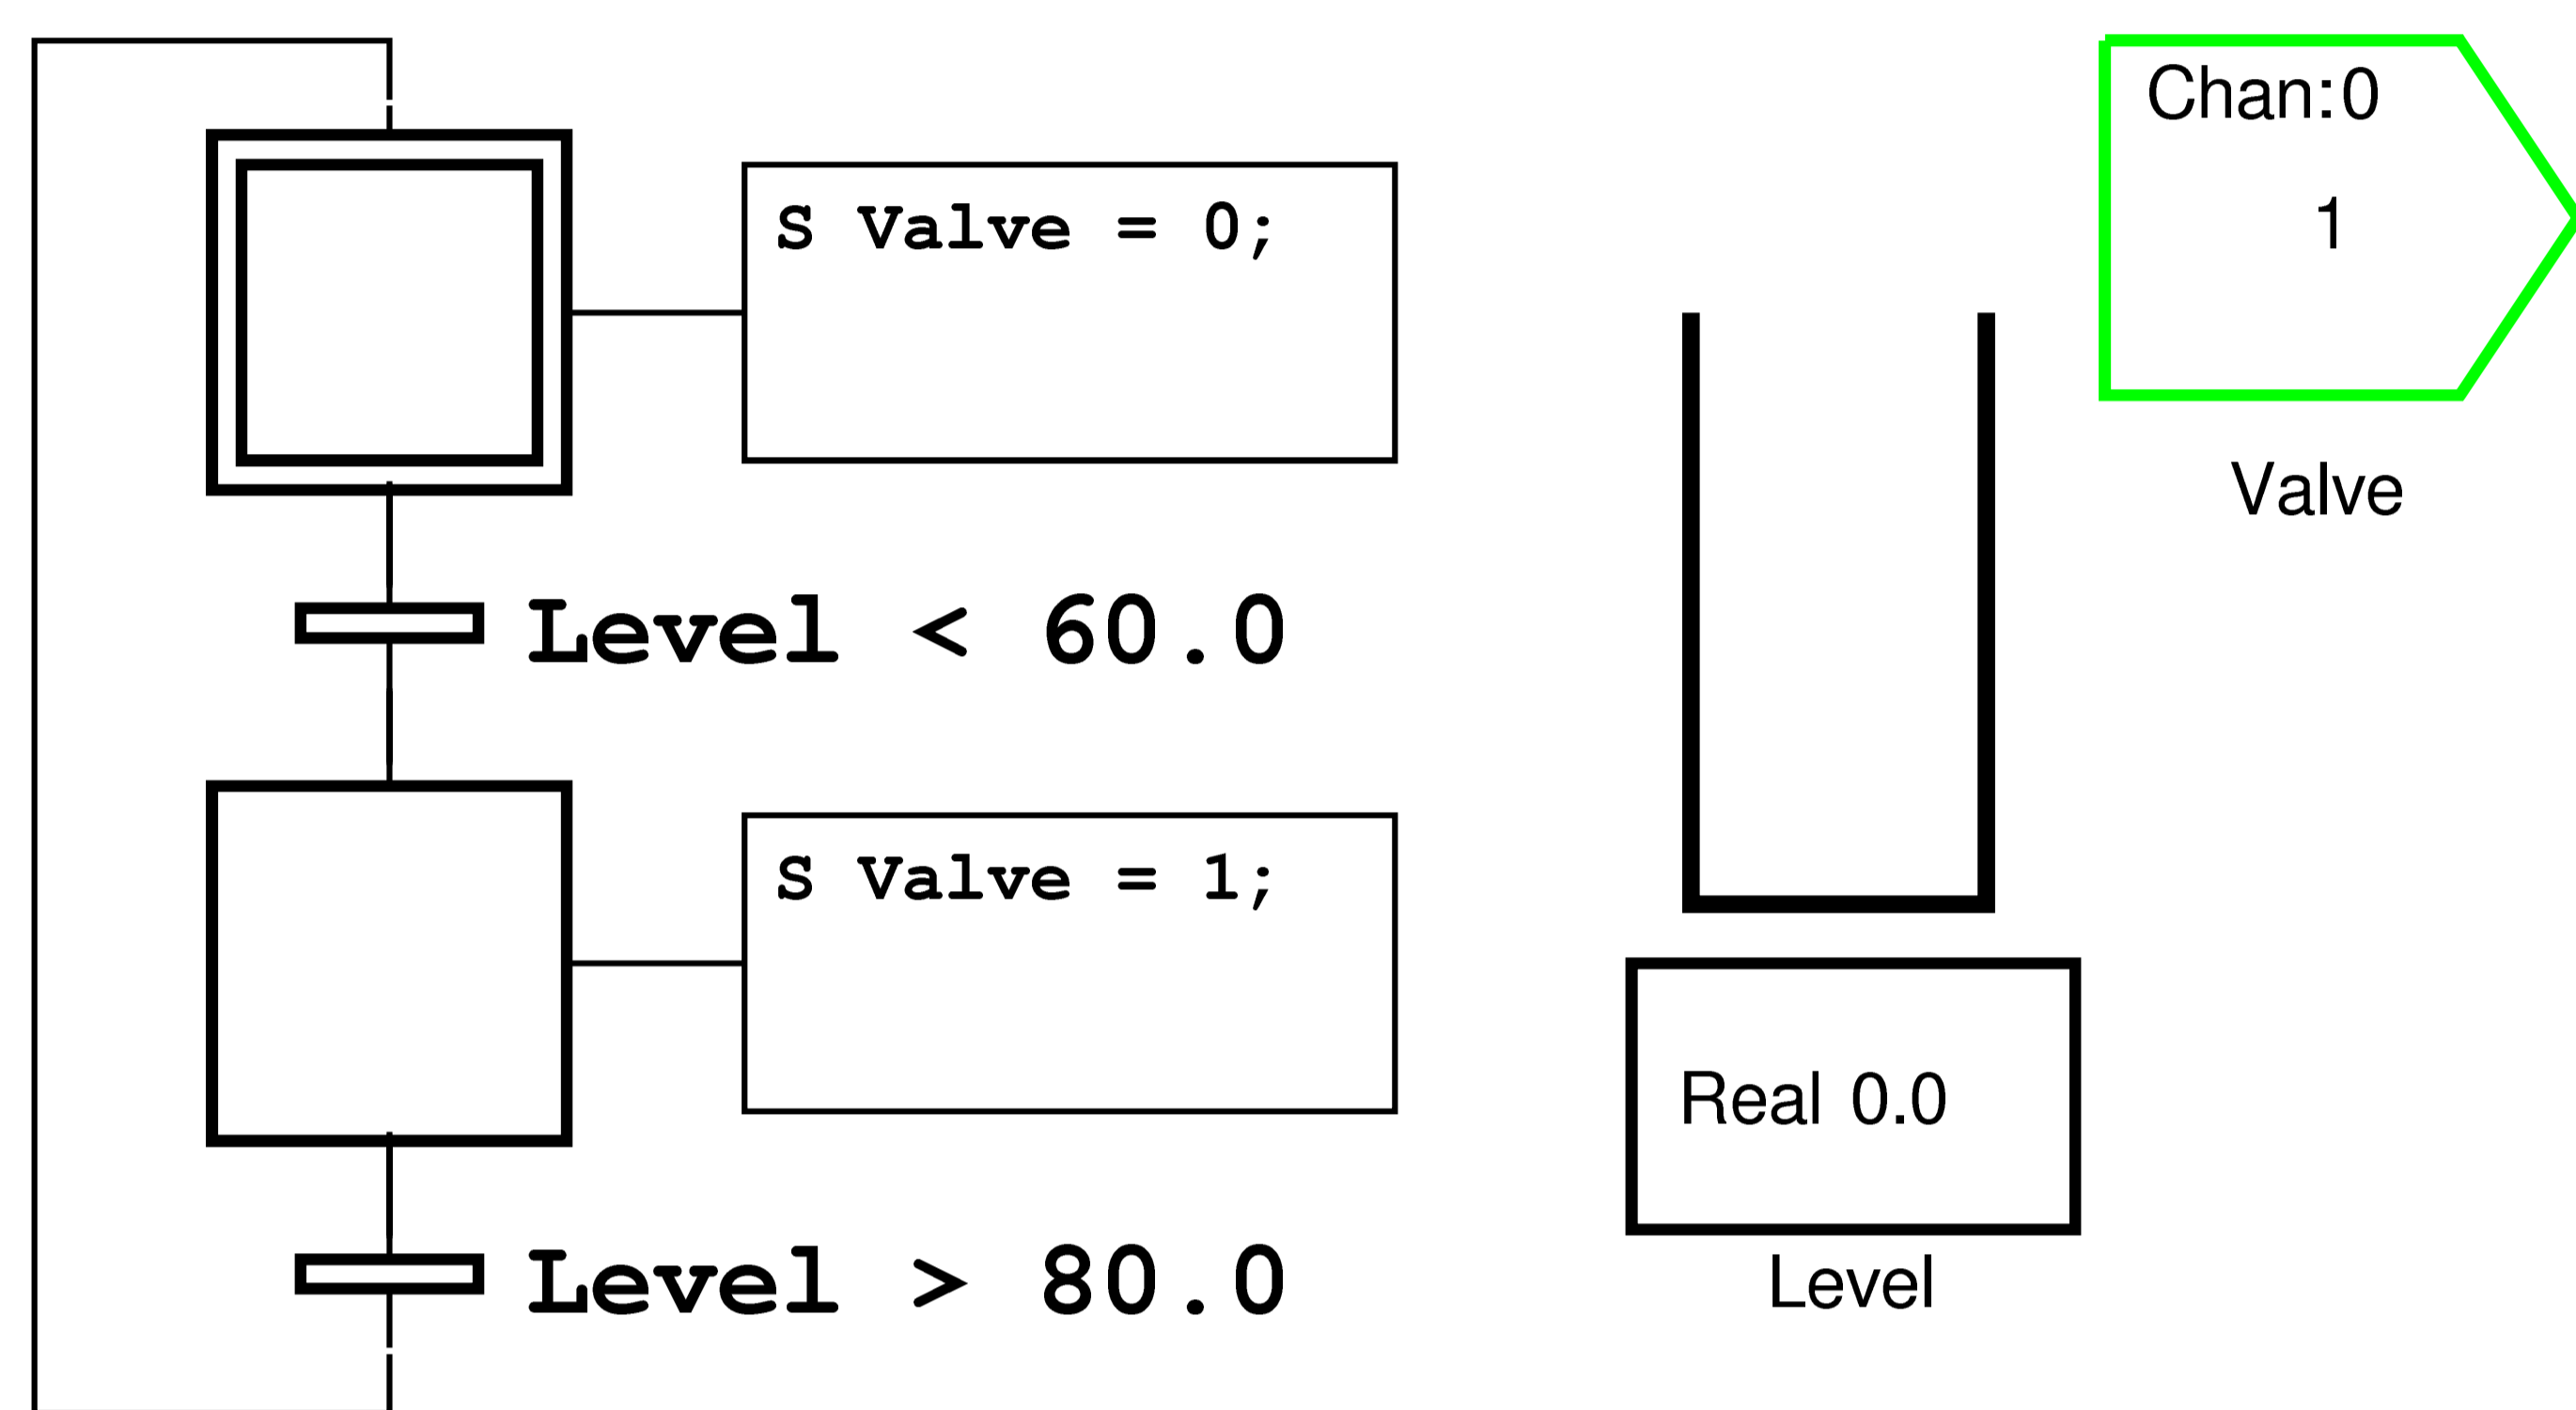 S Valve = 0;
Level < 60.0
S Valve = 1;
Level > 80.0
Chan:0
1
Valve
Real 0.0
Level